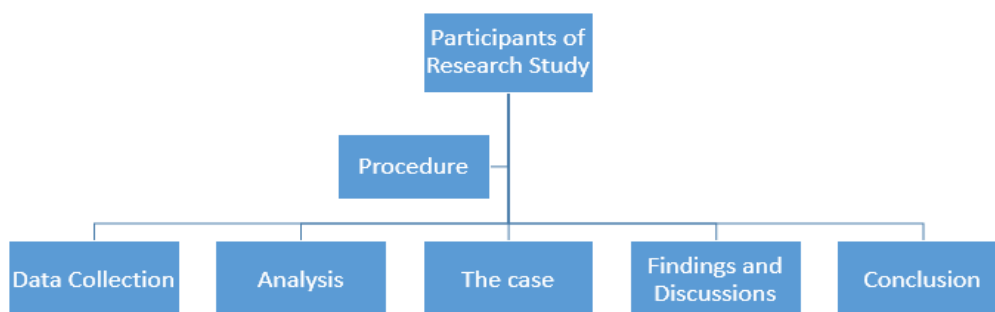 Participants of
Research Study
Procedure
Data Collection
Analysis
The case
Findings and
Discussions
Conclusion